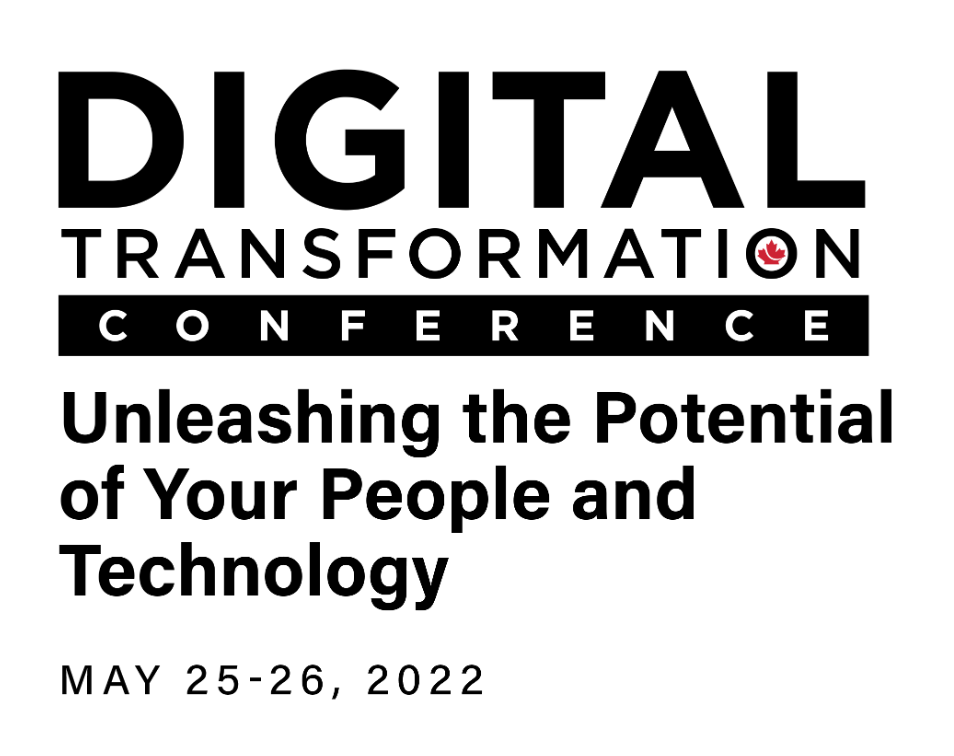 DIGITAL
TRANSFORMATION
CONFERENCE
Unleashing the Potential
of Your People and
Technology
MAY 25-26, 2022